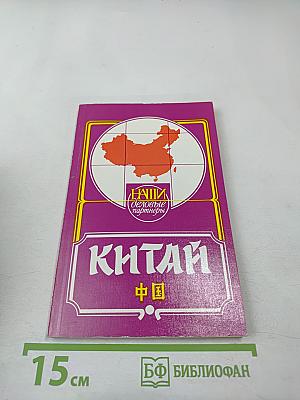 НАШИ
деловые
партнеры
КИТАЙ
中国
15 см
БФ БИБЛИОФАН